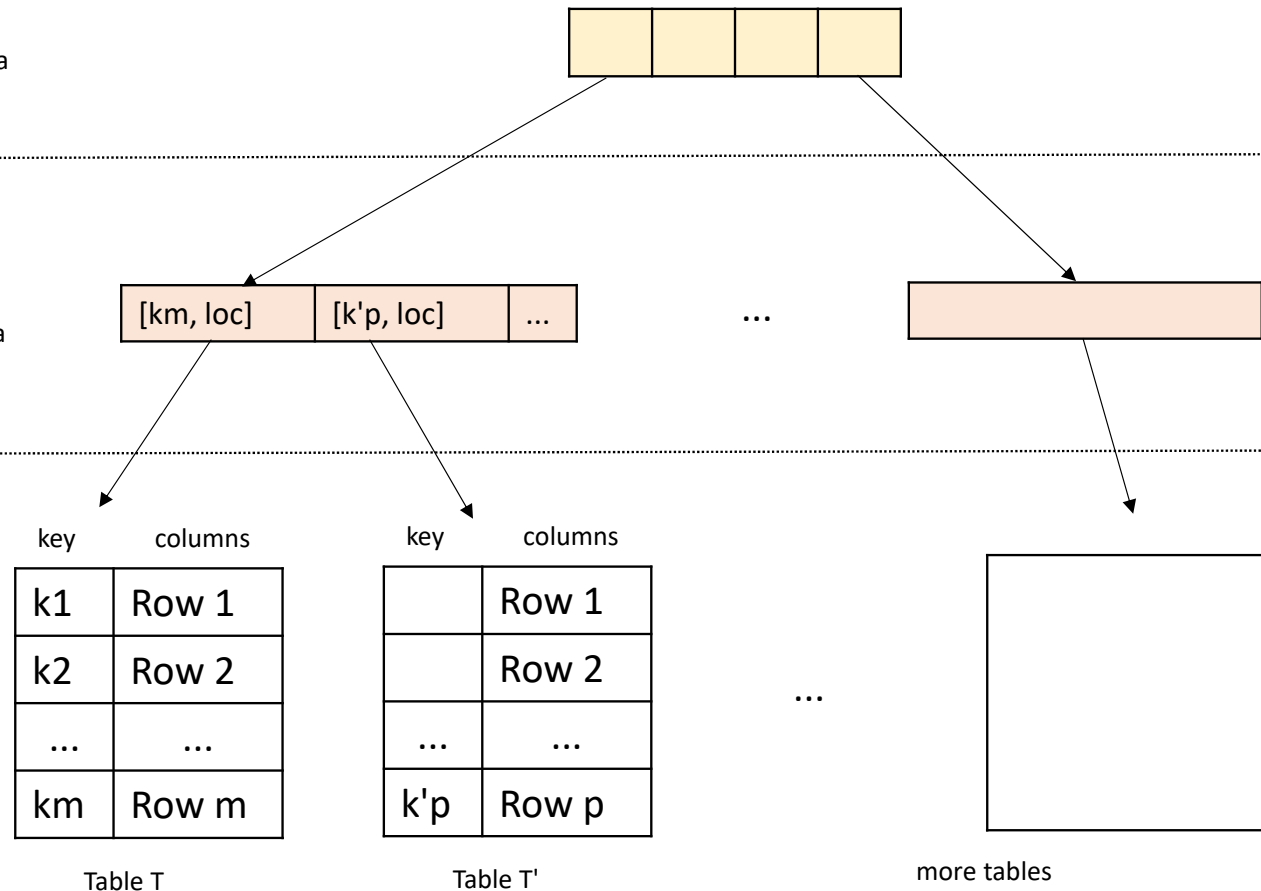 a
[km, loc] [k'p, loc] ...
...
a
key columns
key columns
k1 Row 1
k2 Row 2
... ...
km Row m
Row 1
Row 2
... ...
k'p Row p
...
Table T
Table T'
more tables